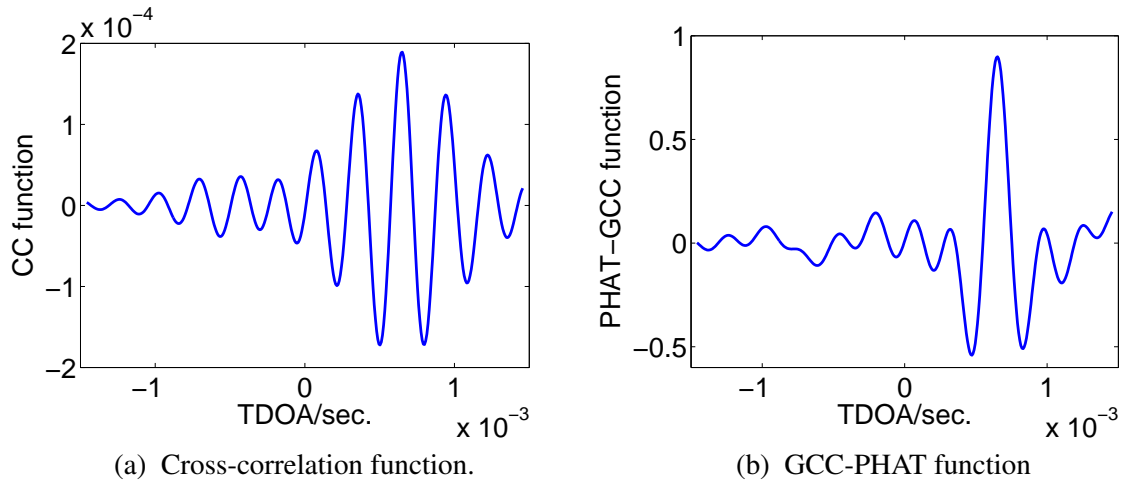 x 10−4
2
1
0
−1
−2
CC function
−1
0
1
TDOA/sec.
x 10−3
(a) Cross-correlation function.
1
0.5
0
−0.5
PHAT−GCC function
−1
0
1
TDOA/sec.
x 10−3
(b) GCC-PHAT function